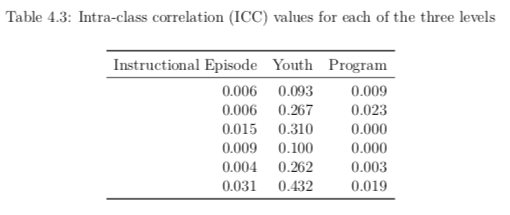 Table 4.3: Intra-class correlation (ICC) values for each of the three levels
Instructional Episode Youth Program
0.006 0.093 0.009
0.006 0.267 0.023
0.015 0.310 0.000
0.009 0.100 0.000
0.004 0.262 0.003
0.031 0.432 0.019